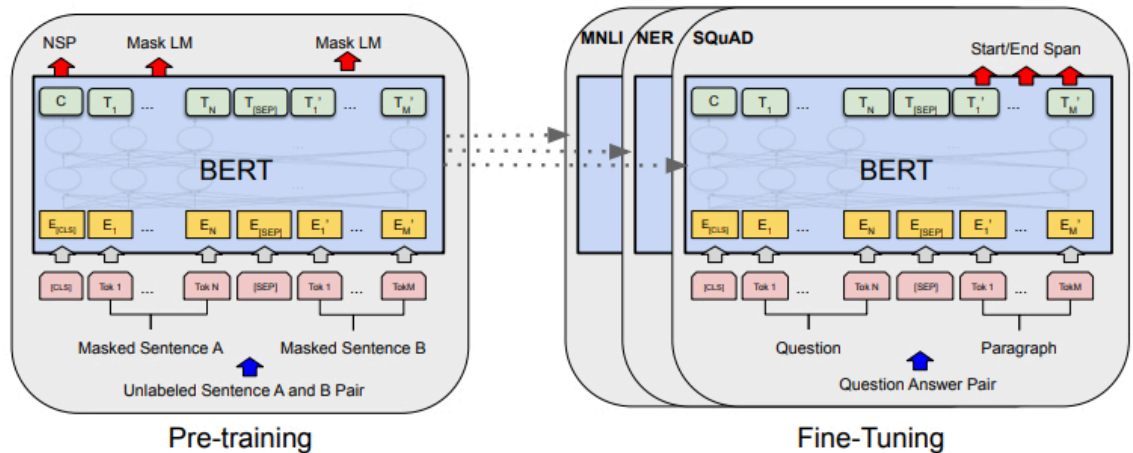 NSP Mask LM Mask LM
C T1 ... TN T[SEP] T1' ... TM'
BERT
E[CLS] E1 ... EN E[SEP] E1' ... EM'
[CLS] Tok 1 ... Tok N [SEP] Tok 1 ... TokM
Masked Sentence A Masked Sentence B
Unlabeled Sentence A and B Pair
Pre-training
MNLI NER SQuAD
Start/End Span
C T1 ... TN T[SEP] T1' ... TM'
BERT
E[CLS] E1 ... EN E[SEP] E1' ... EM'
[CLS] Tok 1 ... Tok N [SEP] Tok 1 ... TokM
Question Paragraph
Question Answer Pair
Fine-Tuning